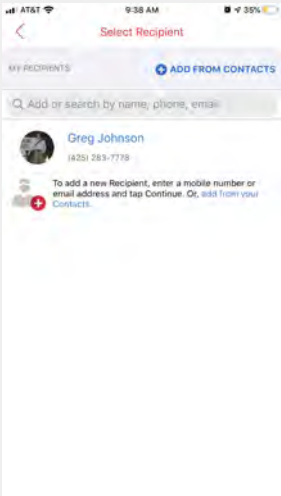 AT&T 9:38 AM 35%
Select Recipient
MY RECIPIENTS ADD FROM CONTACTS
Add or search by name, phone, email
Greg Johnson
(425) 283-7778
To add a new Recipient, enter a mobile number or
email address and tap Continue. Or, add from your
Contacts.